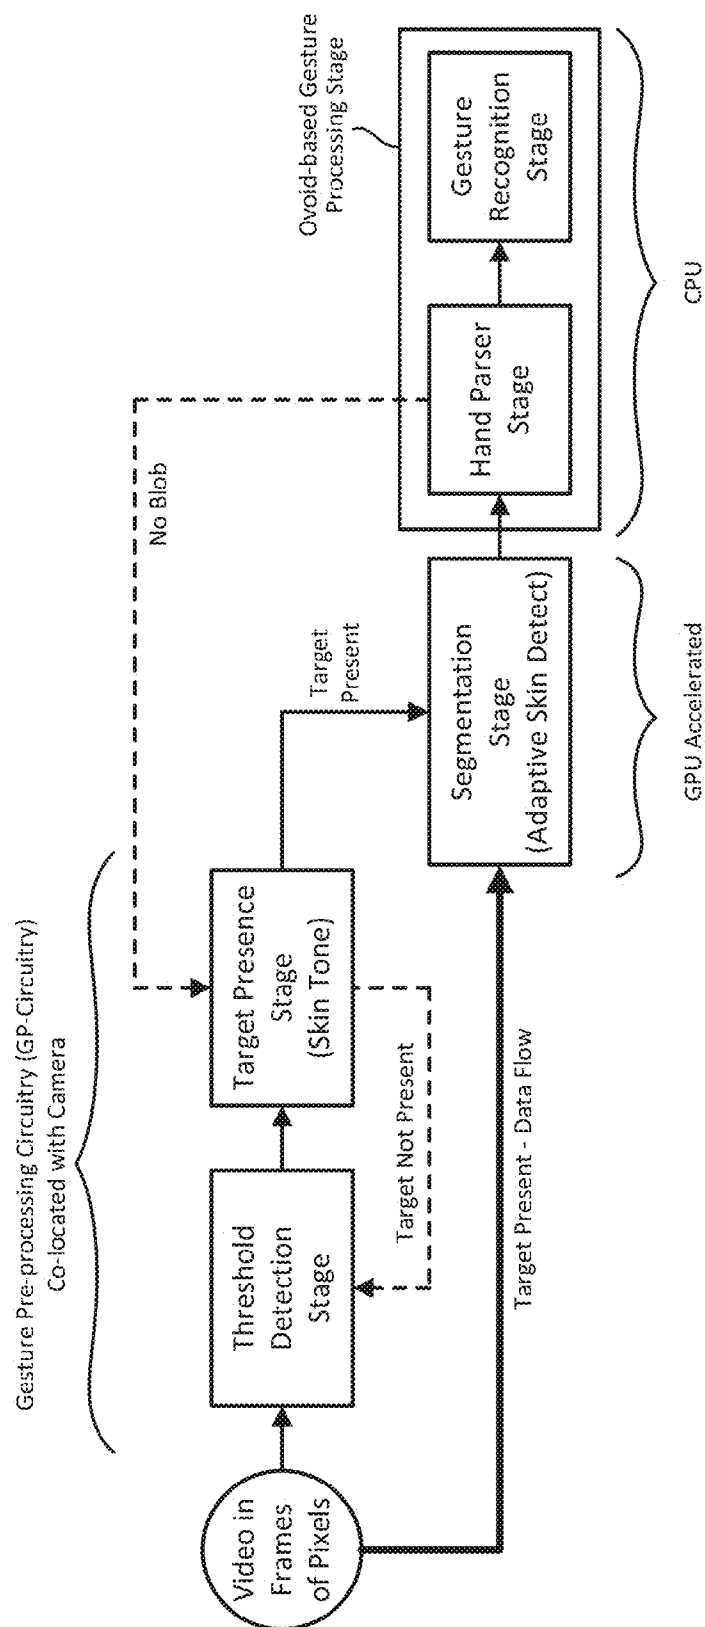 Gesture Pre-processing Circuitry (GP-Circuitry)
Co-located with Camera
Video in
Frames
of Pixels
Threshold
Detection
Stage
Target Presence
Stage
(Skin Tone)
Target Not Present
No Blob
Target
Present
Target Present - Data Flow
Segmentation
Stage
(Adaptive Skin Detect)
GPU Accelerated
Ovoid-based Gesture
Processing Stage
Hand Parser
Stage
Gesture
Recognition
Stage
CPU